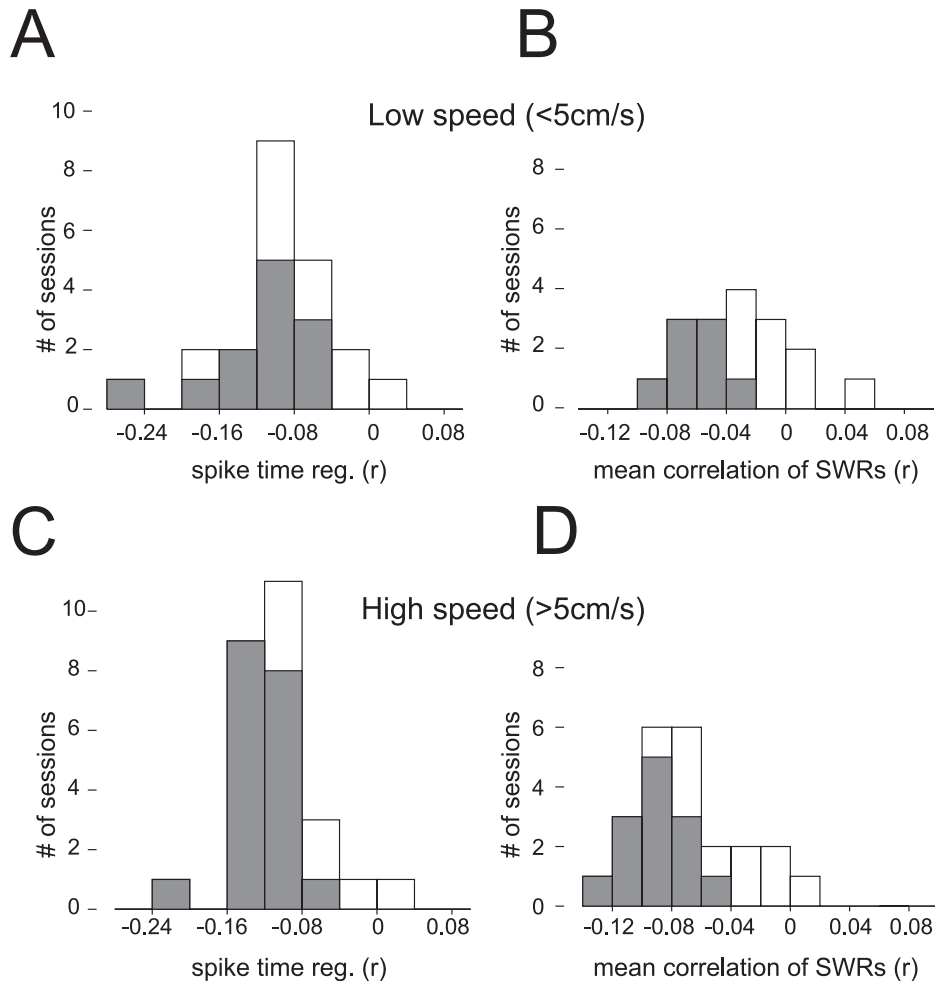 A
B
Low speed (<5cm/s)
10
8
6
4
2
0
# of sessions
-0.24 -0.16 -0.08 0 0.08
spike time reg. (r)
8
6
4
2
0
# of sessions
-0.12 -0.08 -0.04 0 0.04 0.08
mean correlation of SWRs (r)
C
D
High speed (>5cm/s)
10
8
6
4
2
0
# of sessions
-0.24 -0.16 -0.08 0 0.08
spike time reg. (r)
8
6
4
2
0
# of sessions
-0.12 -0.08 -0.04 0 0.04 0.08
mean correlation of SWRs (r)